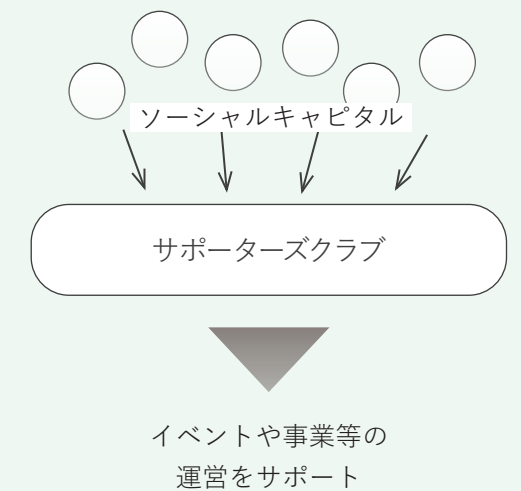 ソーシャルキャピタル
サポーターズクラブ
イベントや事業等の
運営をサポート